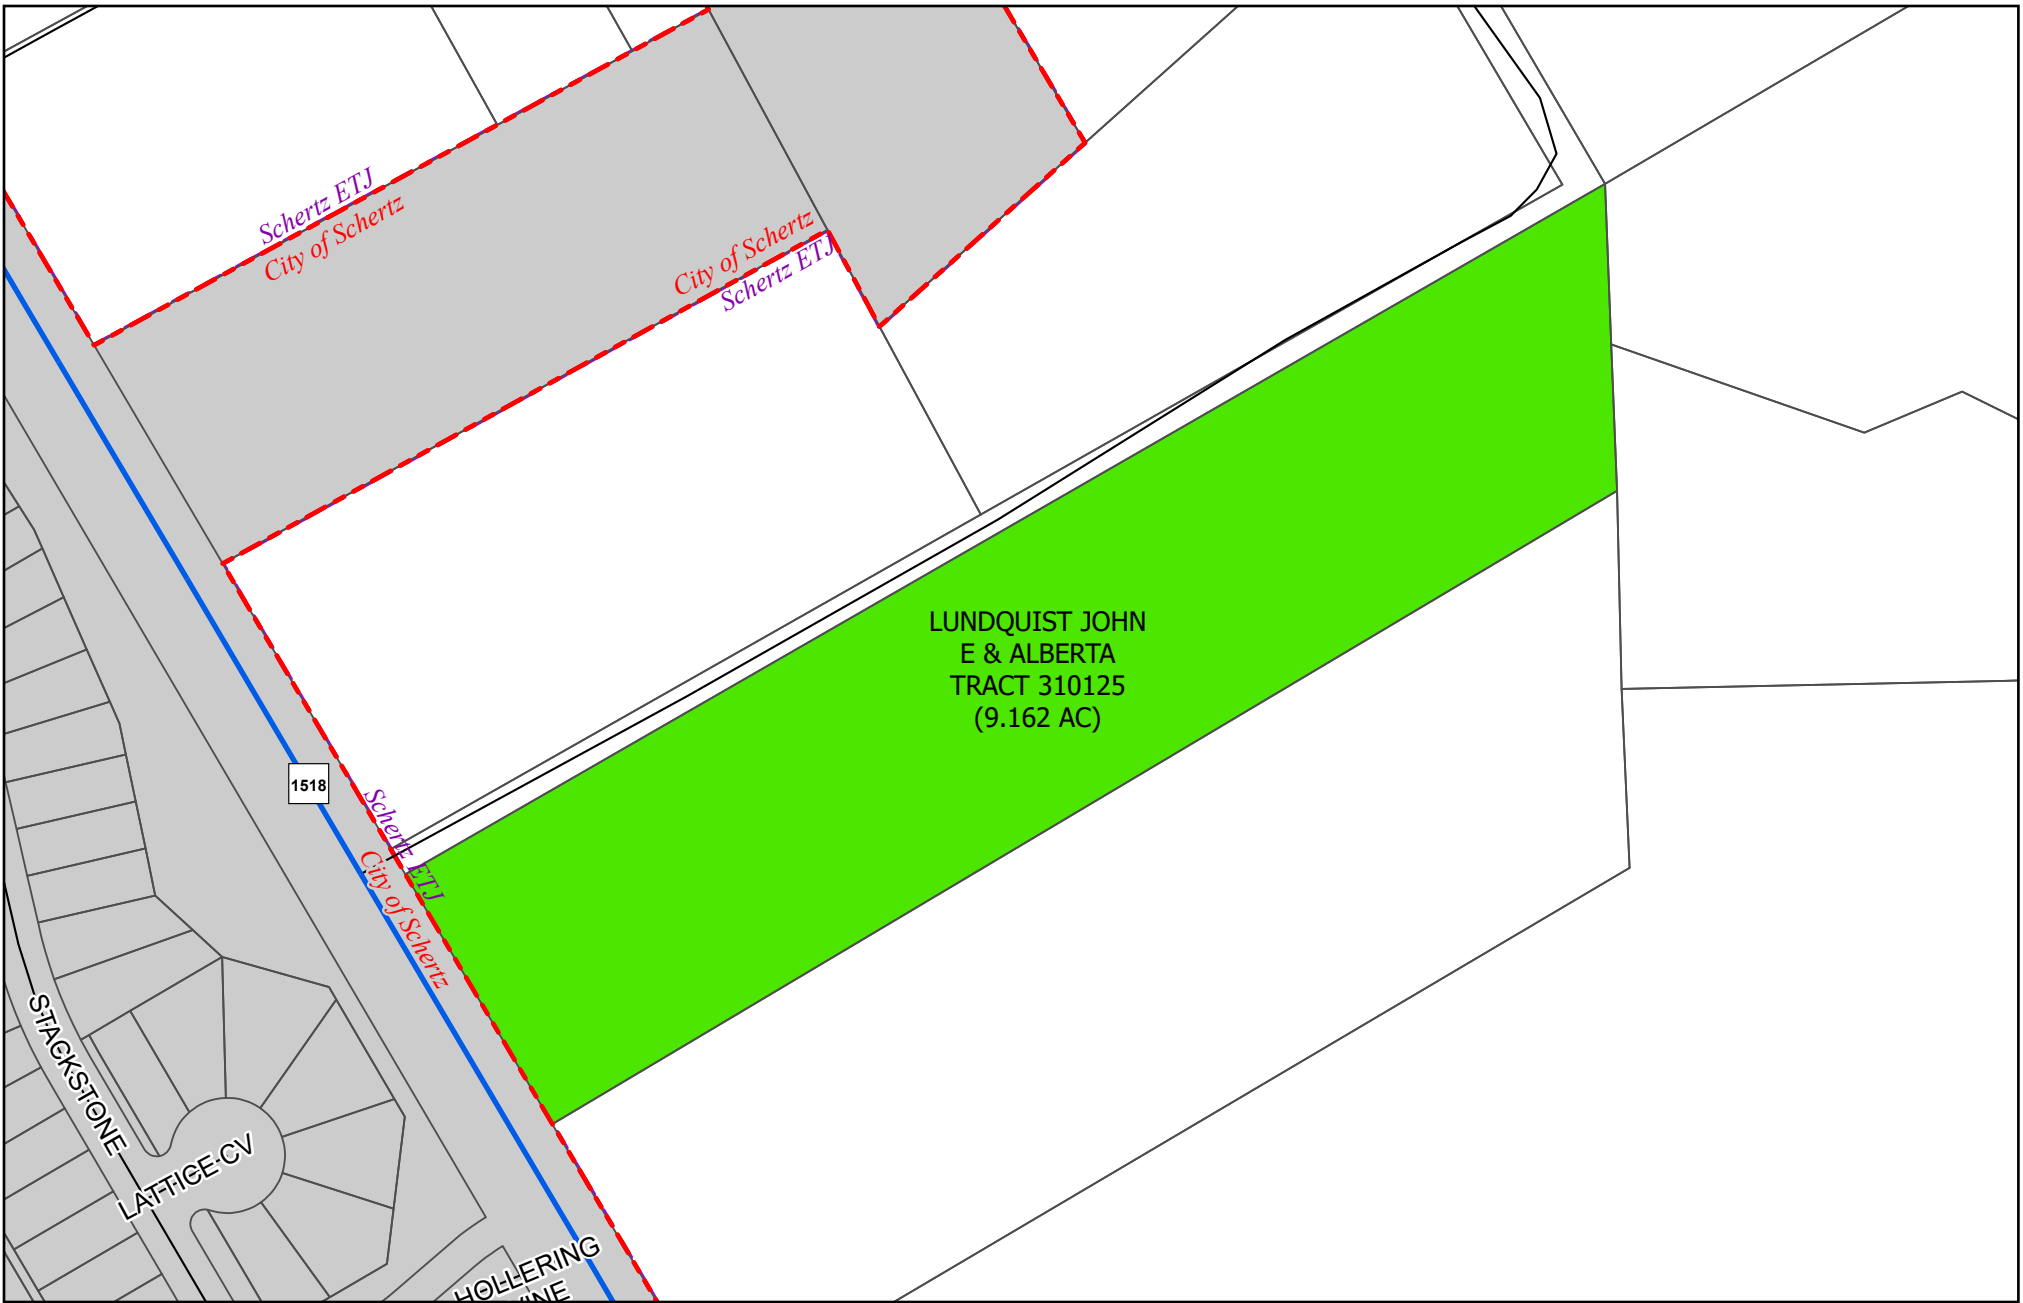 Schertz ETJ
City of Schertz
City of Schertz
Schertz ETJ
LUNDQUIST JOHN
E & ALBERTA
TRACT 310125
(9.162 AC)
1518
Schertz ETJ
City of Schertz
STACKSTONE
LATTICE CV
HOLLERING
VINE